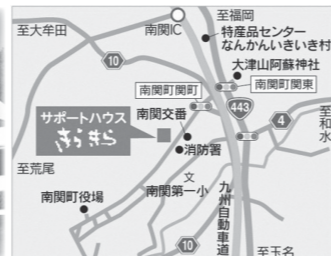 至福岡
南関IC
至大牟田
特産品センター
なんかんいきいき村
大津山阿蘇神社
10
南関町関町
南関町関東
443
サポートハウス
きらきら
南関交番
4
至和水
消防署
至荒尾
文
南関第一小
南関町役場
九州自動車道
10
至玉名